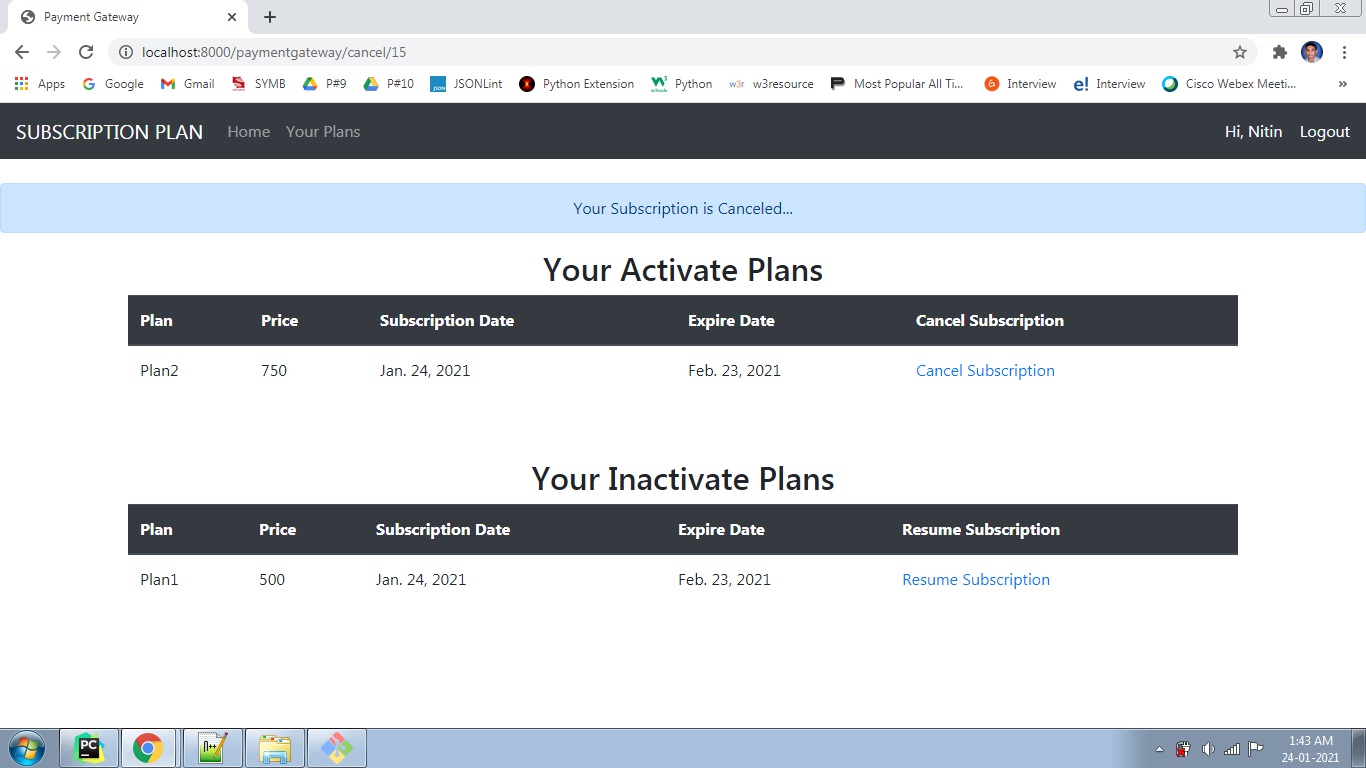 Payment Gateway
localhost:8000/paymentgateway/cancel/15
Apps Google Gmail SYMB P#9 P#10 JSONLint Python Extension Python w3resource Most Popular All Ti... Interview Interview Cisco Webex Meeti... »
SUBSCRIPTION PLAN Home Your Plans Hi, Nitin Logout
Your Subscription is Canceled...
Your Activate Plans
Plan Price Subscription Date Expire Date Cancel Subscription
Plan2 750 Jan. 24, 2021 Feb. 23, 2021 Cancel Subscription
Your Inactivate Plans
Plan Price Subscription Date Expire Date Resume Subscription
Plan1 500 Jan. 24, 2021 Feb. 23, 2021 Resume Subscription
1:43 AM
24-01-2021